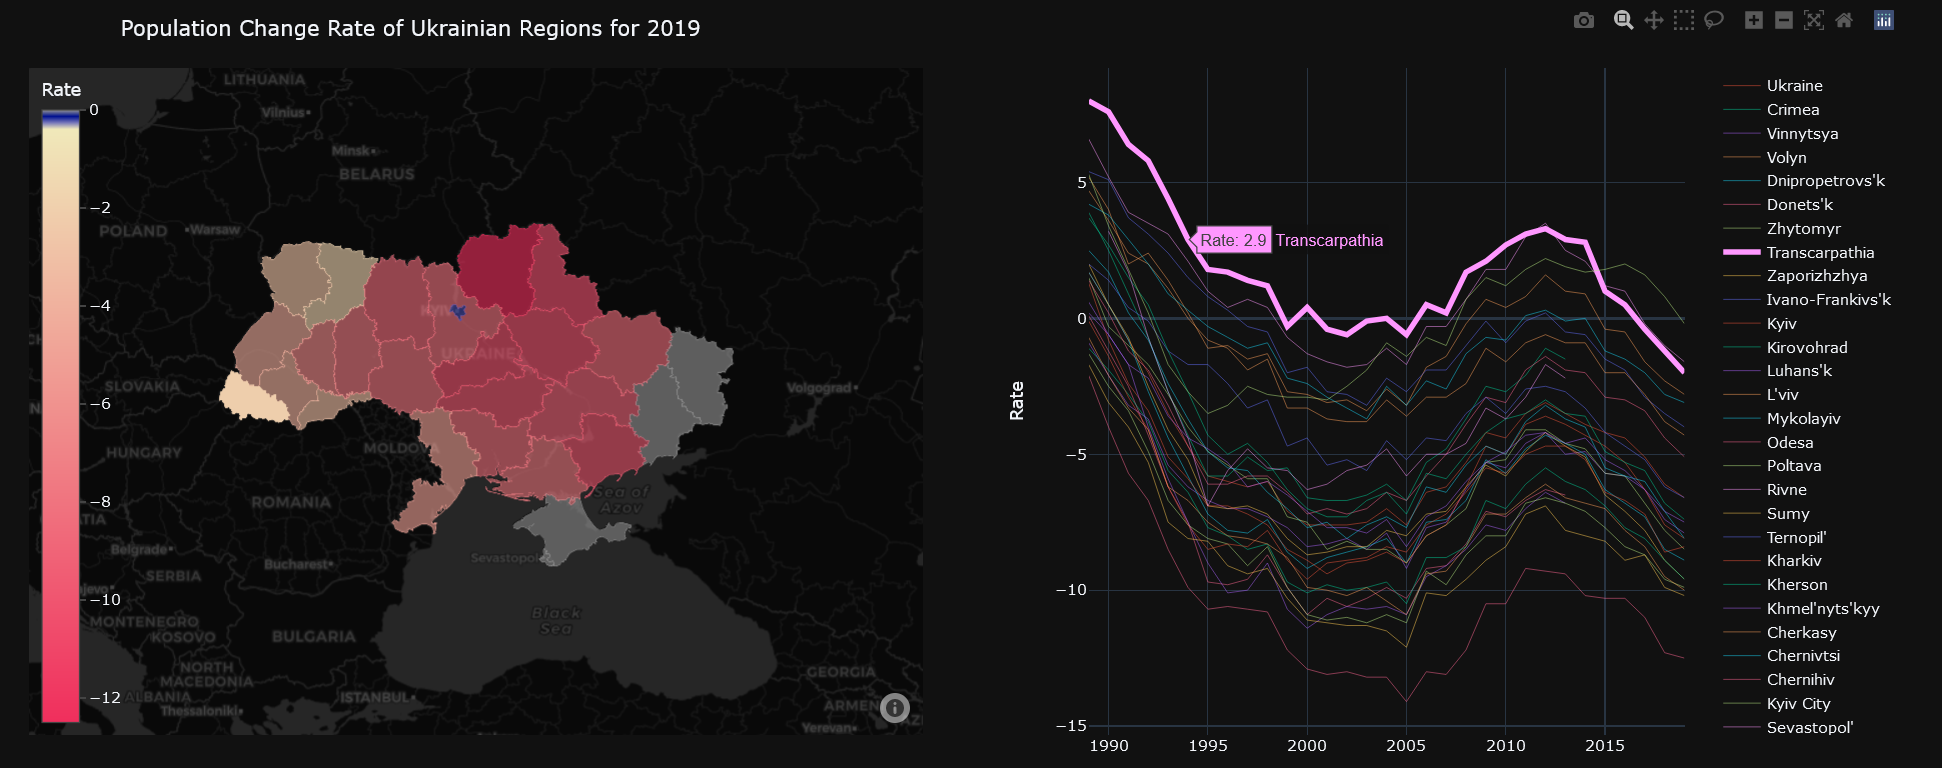 Population Change Rate of Ukrainian Regions for 2019
Rate
0
−2
−4
−6
−8
−10
−12
LITHUANIA
Vilnius
Minsk
BELARUS
POLAND
Warsaw
KYIV
UKRAINE
SLOVAKIA
Volgograd
HUNGARY
MOLDOVA
ROMANIA
Sea of
Azov
Belgrade
Sevastopol
Bucharest
SERBIA
Black
Sea
MONTENEGRO
KOSOVO
BULGARIA
NORTH
MACEDONIA
ALBANIA
Thessaloniki
ISTANBUL
GEORGIA
ARMEN
Yerevan
Rate
5
0
−5
−10
−15
1990
1995
2000
2005
2010
2015
Rate: 2.9
Transcarpathia
Ukraine
Crimea
Vinnytsya
Volyn
Dnipropetrovs'k
Donets'k
Zhytomyr
Transcarpathia
Zaporizhzhya
Ivano-Frankivs'k
Kyiv
Kirovohrad
Luhans'k
L'viv
Mykolayiv
Odesa
Poltava
Rivne
Sumy
Ternopil'
Kharkiv
Kherson
Khmel'nyts'kyy
Cherkasy
Chernivtsi
Chernihiv
Kyiv City
Sevastopol'